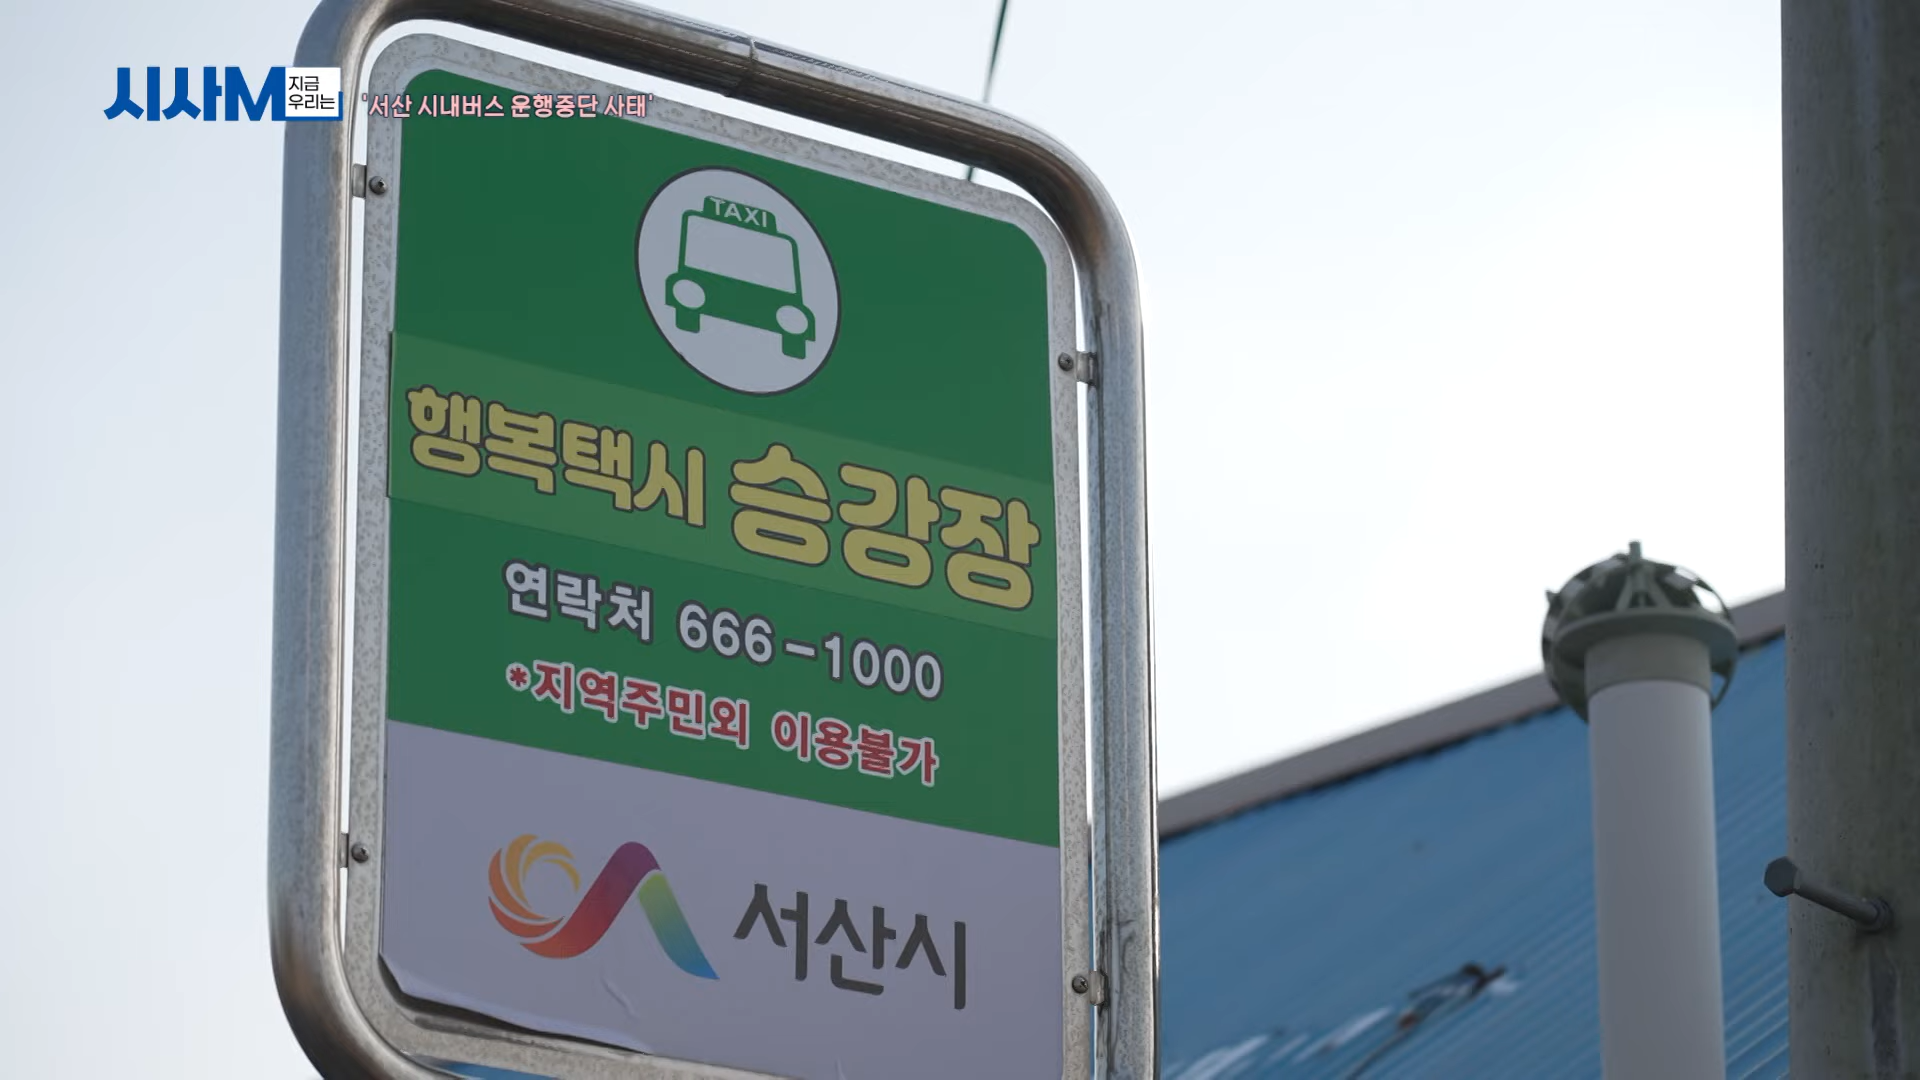 시사M 지금
우리는
'서산 시내버스 운행중단 사태'
TAXI
행복택시 승강장
연락처 666-1000
*지역주민외 이용불가
서산시